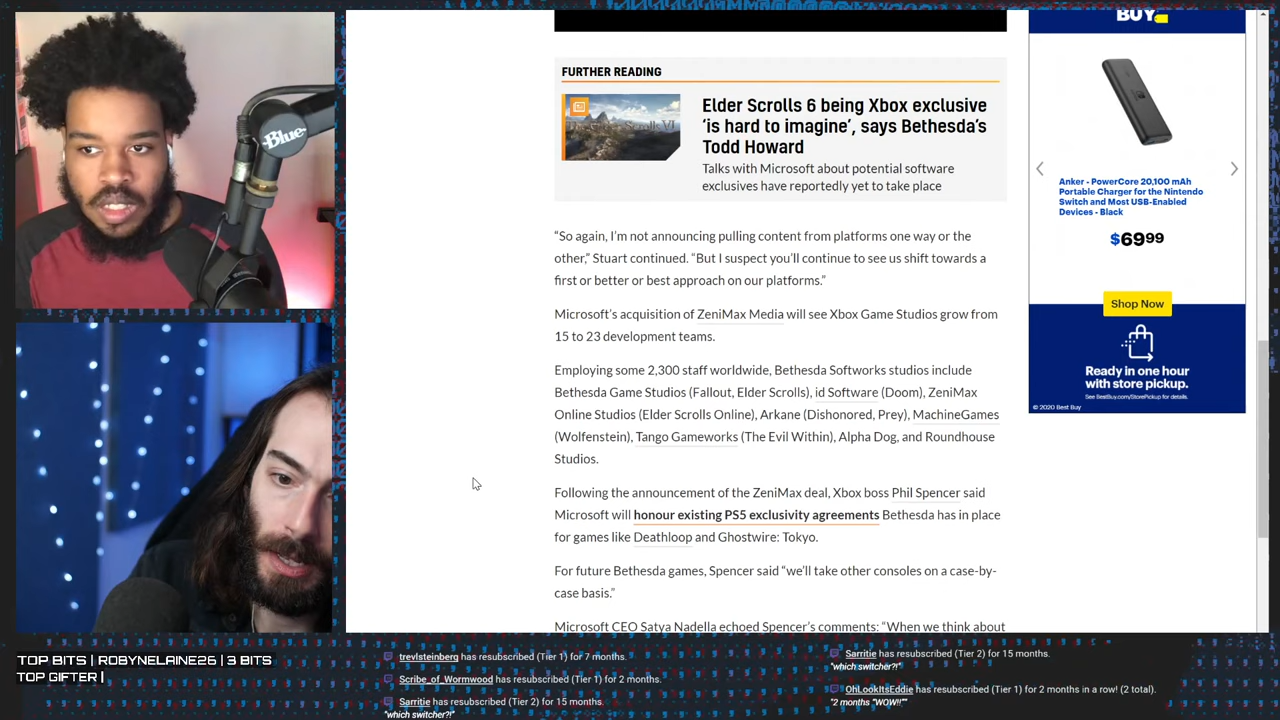 BUY
FURTHER READING
Elder Scrolls 6 being Xbox exclusive
‘is hard to imagine’, says Bethesda’s
Todd Howard
Talks with Microsoft about potential software
exclusives have reportedly yet to take place
“So again, I’m not announcing pulling content from platforms one way or the
other,” Stuart continued. “But I suspect you’ll continue to see us shift towards a
first or better or best approach on our platforms.”
Microsoft’s acquisition of ZeniMax Media will see Xbox Game Studios grow from
15 to 23 development teams.
Employing some 2,300 staff worldwide, Bethesda Softworks studios include
Bethesda Game Studios (Fallout, Elder Scrolls), id Software (Doom), ZeniMax
Online Studios (Elder Scrolls Online), Arkane (Dishonored, Prey), MachineGames
(Wolfenstein), Tango Gameworks (The Evil Within), Alpha Dog, and Roundhouse
Studios.
Following the announcement of the ZeniMax deal, Xbox boss Phil Spencer said
Microsoft will honour existing PS5 exclusivity agreements Bethesda has in place
for games like Deathloop and Ghostwire: Tokyo.
For future Bethesda games, Spencer said “we’ll take other consoles on a case-by-
case basis.”
Microsoft CEO Satya Nadella echoed Spencer’s comments: “When we think about
Anker - PowerCore 20,100 mAh
Portable Charger for the Nintendo
Switch and Most USB-Enabled
Devices - Black
$69.99
Shop Now
Ready in one hour
with store pickup.
See BestBuy.com/StorePickup for details.
© 2020 Best Buy
Blue
TOP BITS | ROBYNELAINE26 | 3 BITS
TOP GIFTER |
trevlsteinberg has resubscribed (Tier 1) for 7 months.
Scribe_of_Wormwood has resubscribed (Tier 1) for 2 months.
Sarritie has resubscribed (Tier 2) for 15 months.
"which switcher?!"
Sarritie has resubscribed (Tier 2) for 15 months.
"which switcher?!"
OhLookItsEddie has resubscribed (Tier 1) for 2 months in a row! (2 total).
"2 months "WOW!!""